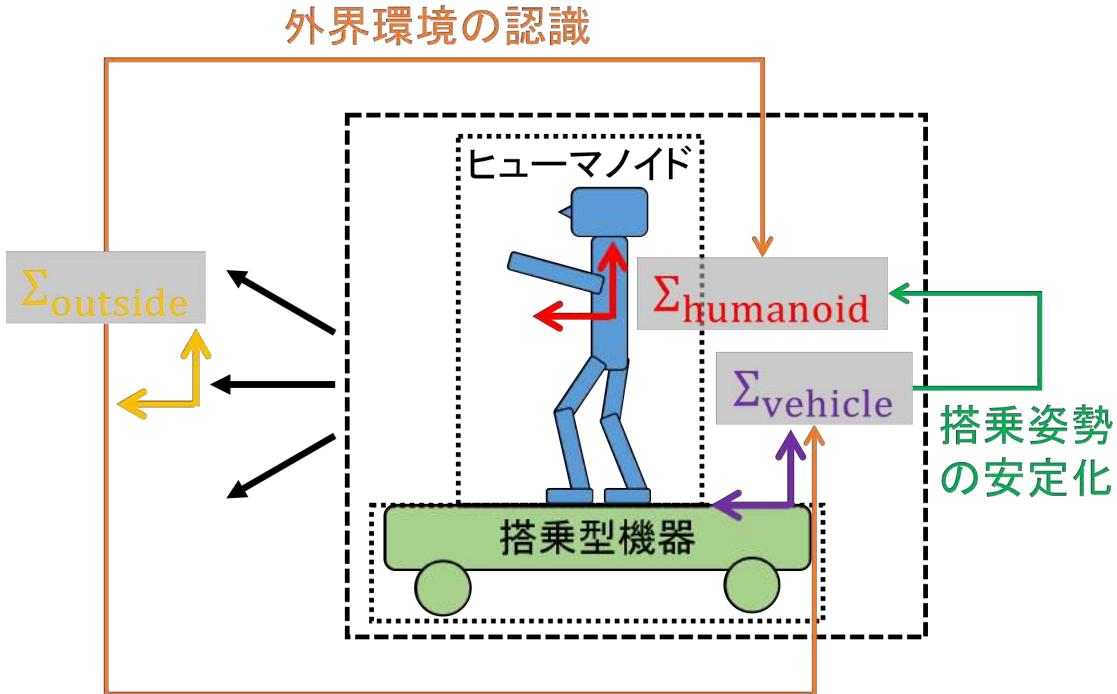 外界環境の認識
ヒューマノイド
Σoutside
Σhumanoid
Σvehicle
搭乗姿勢
の安定化
搭乗型機器